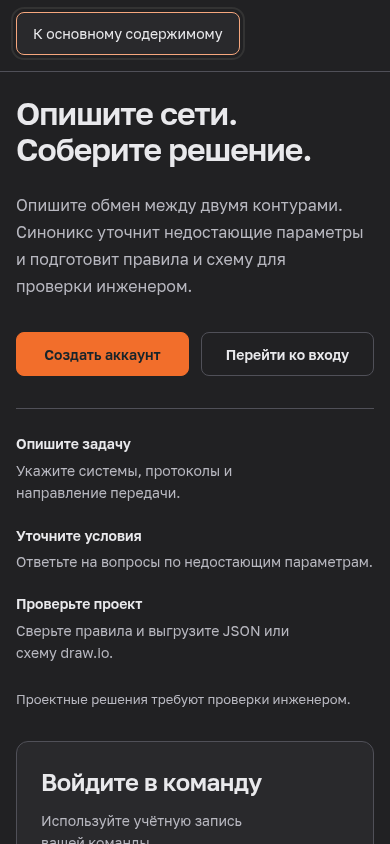 К основному содержимому
Опишите сети.
Соберите решение.
Опишите обмен между двумя контурами.
Синоникс уточнит недостающие параметры
и подготовит правила и схему для
проверки инженером.
Создать аккаунт
Перейти ко входу
Опишите задачу
Укажите системы, протоколы и
направление передачи.
Уточните условия
Ответьте на вопросы по недостающим параметрам.
Проверьте проект
Сверьте правила и выгрузите JSON или
схему draw.io.
Проектные решения требуют проверки инженером.
Войдите в команду
Используйте учётную запись
вашей команды